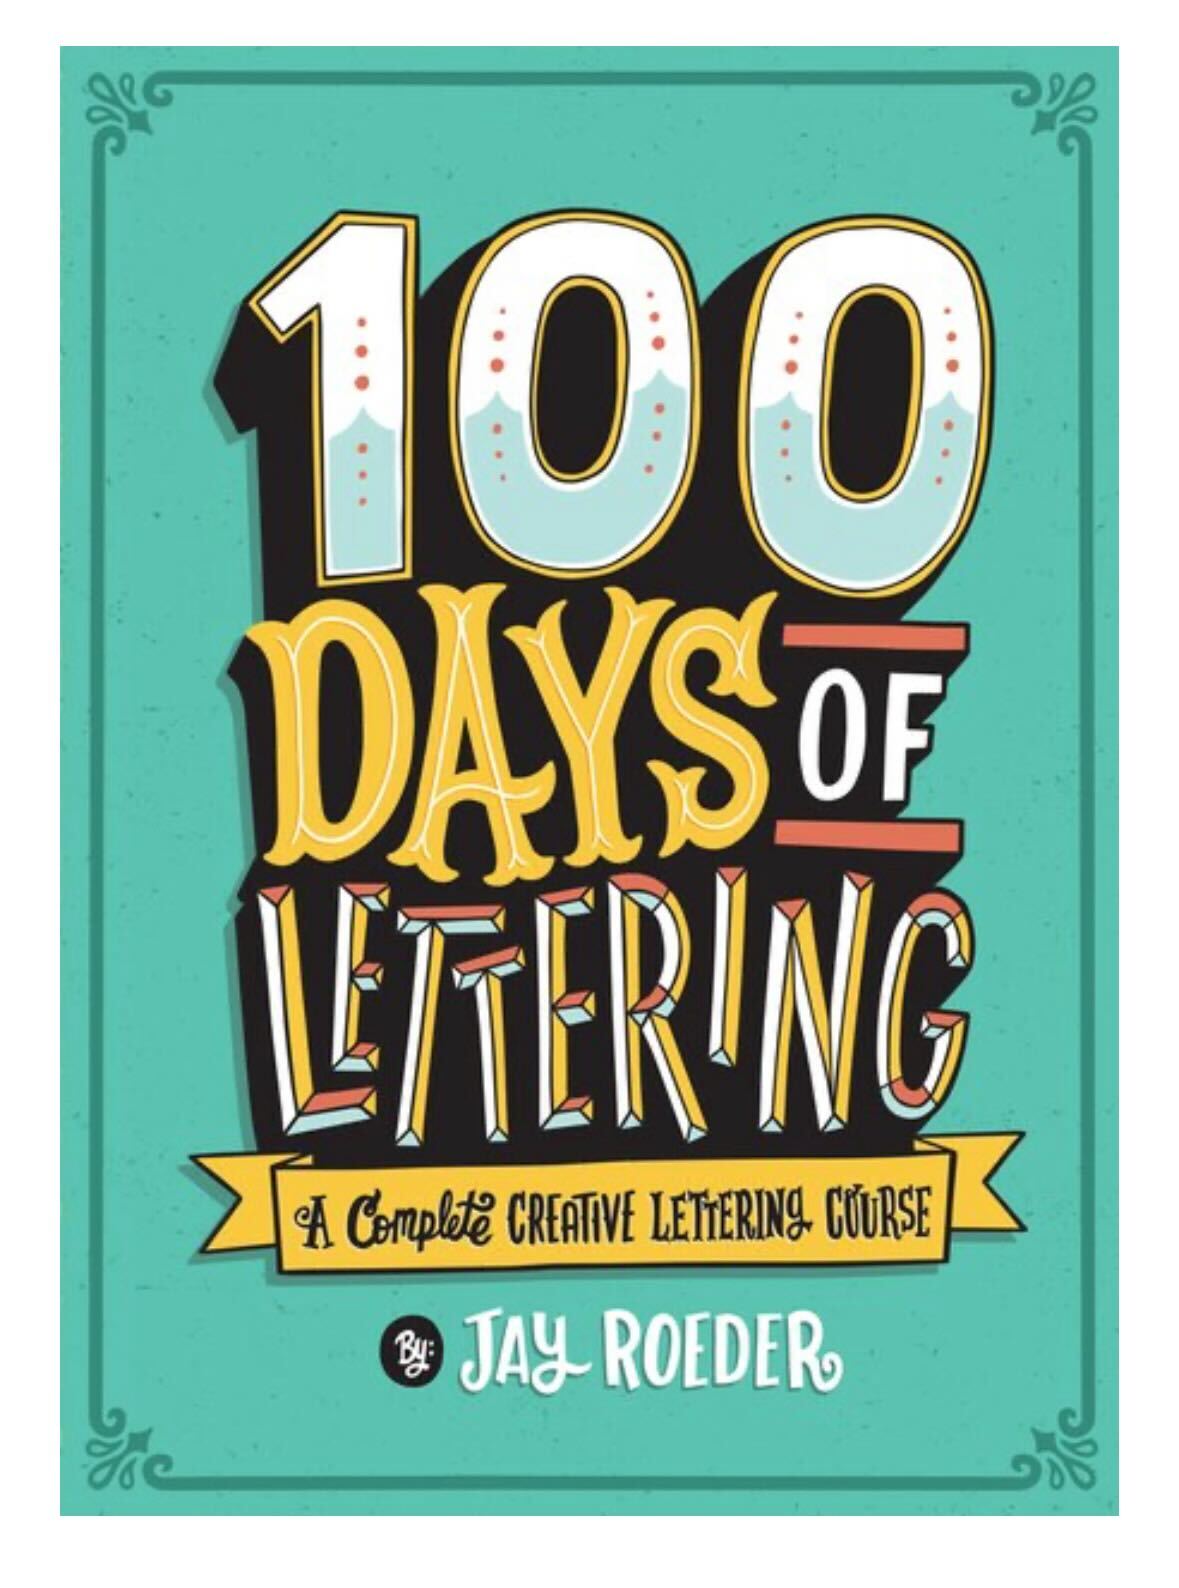 100
DAYS OF
LETTERING
A Complete CREATIVE LETTERING COURSE
By: JAY ROEDER